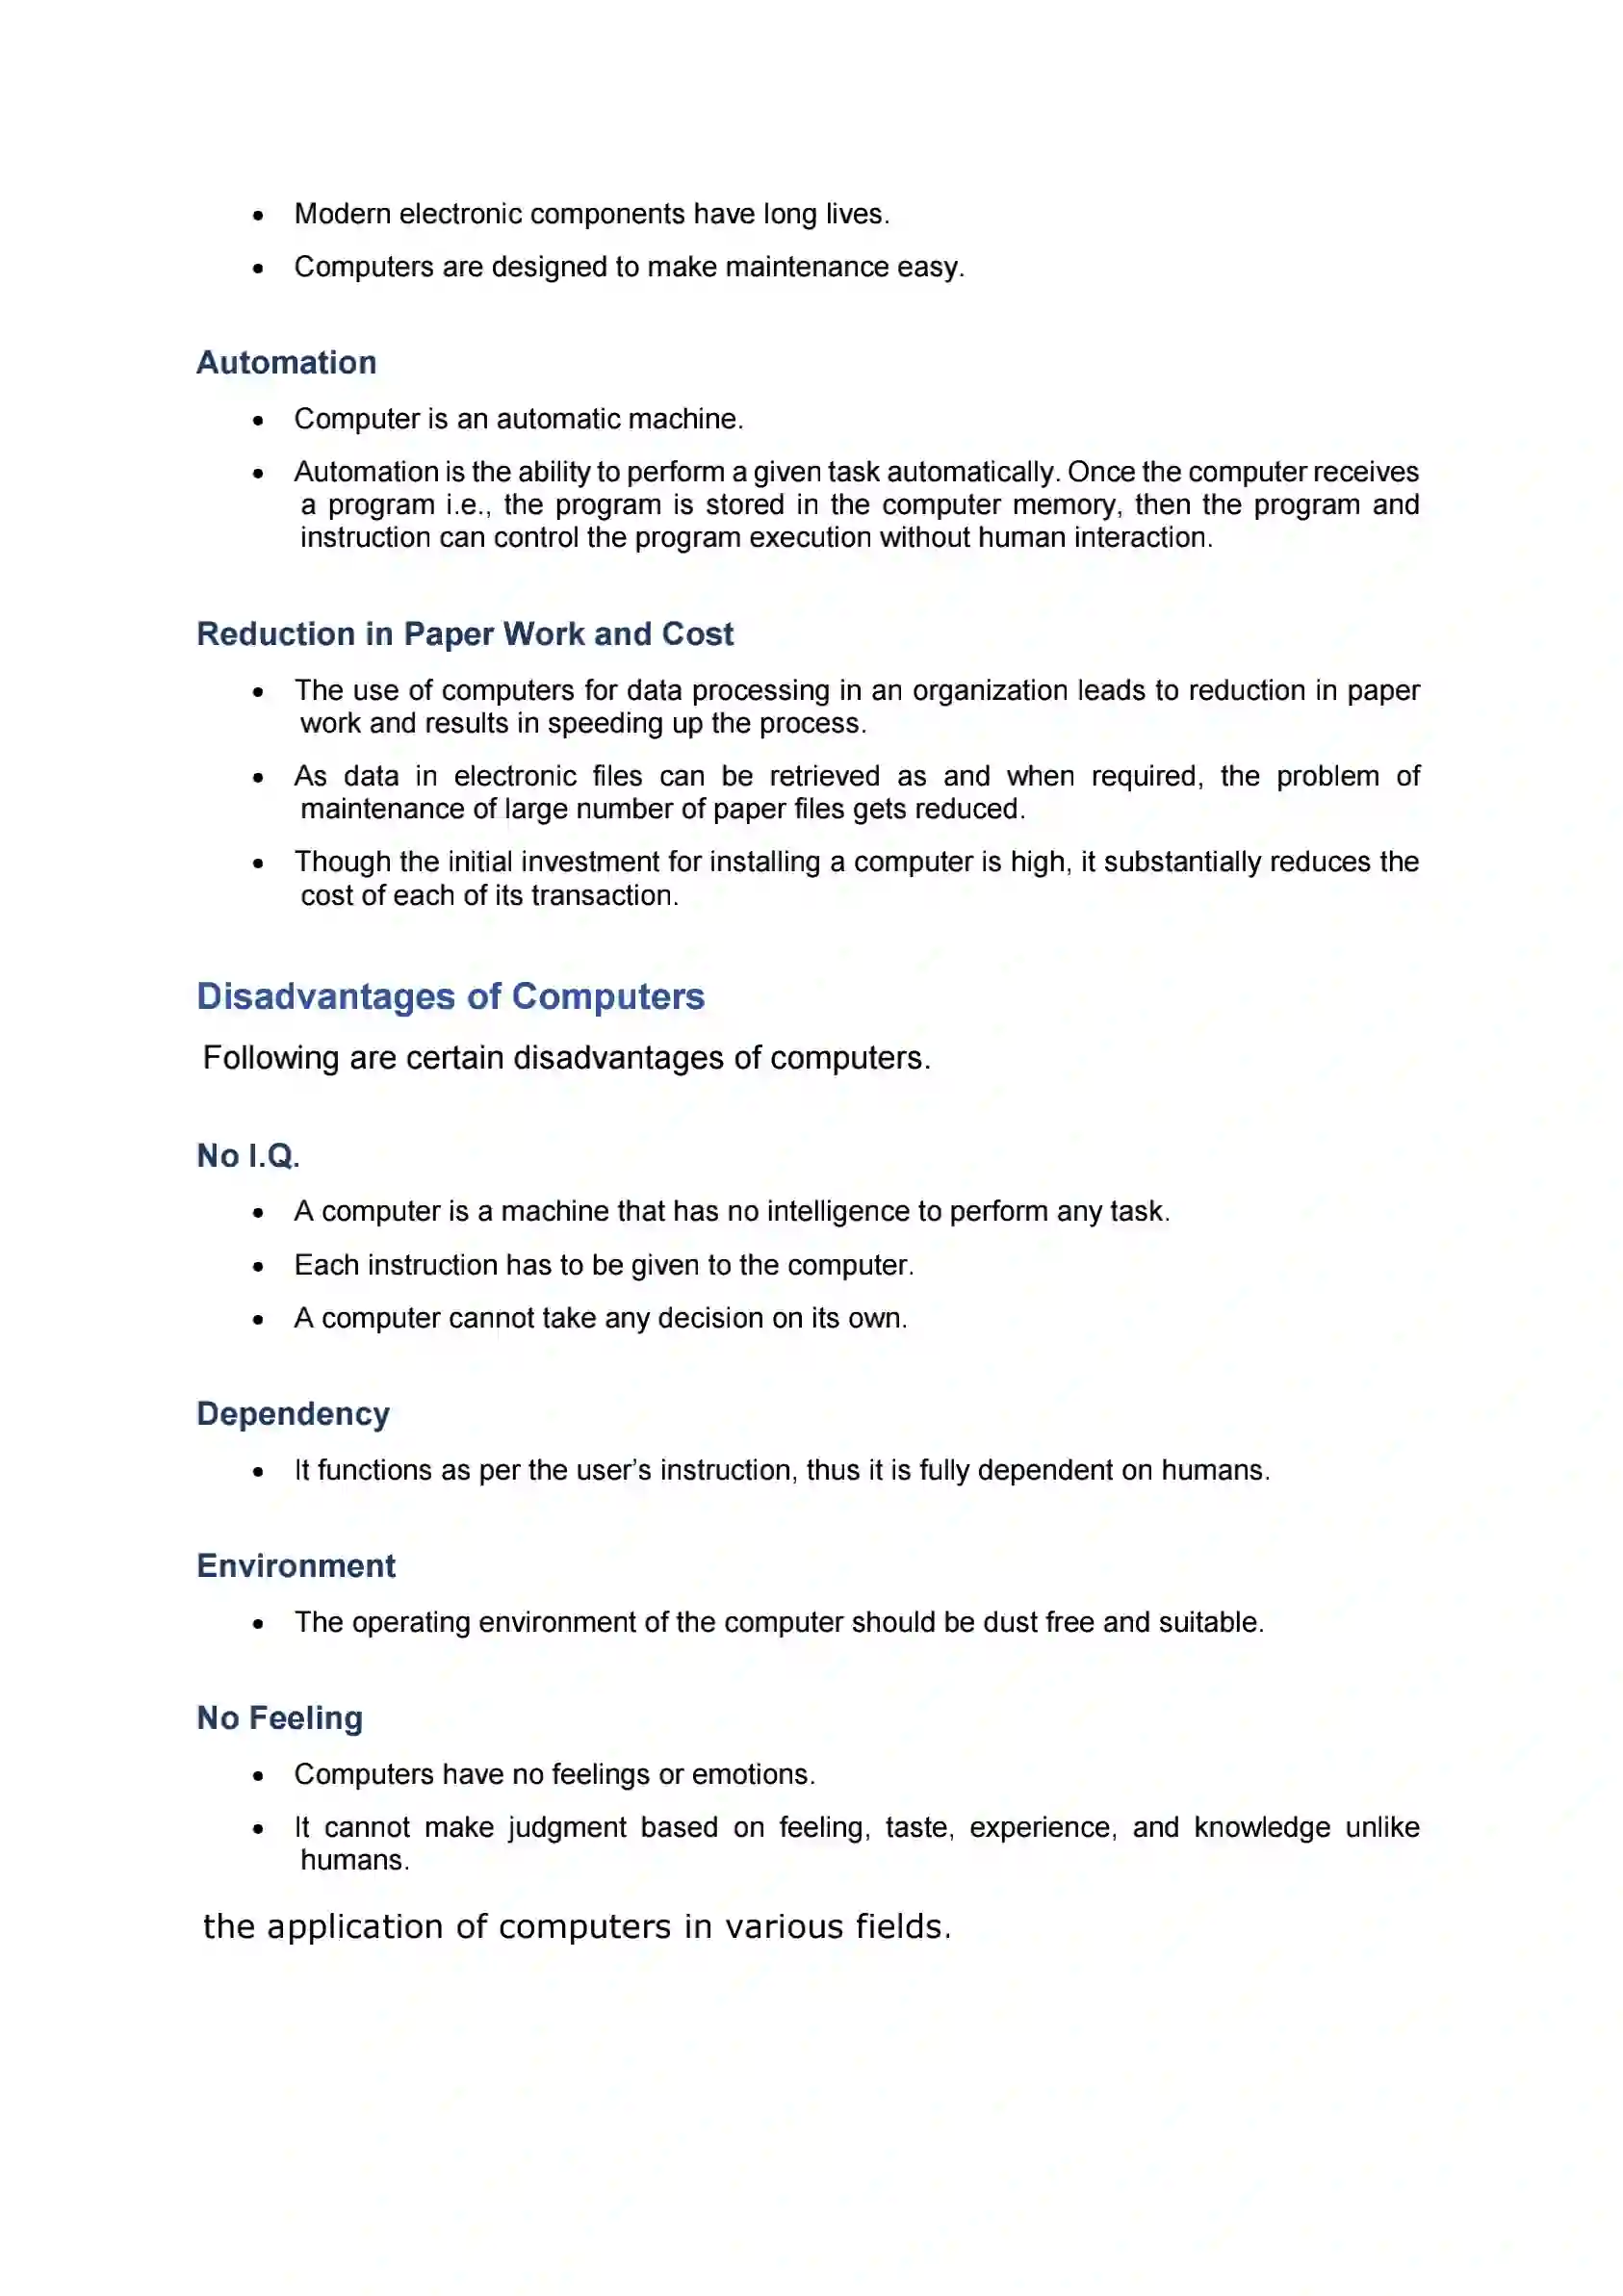 • Modern electronic components have long lives.
• Computers are designed to make maintenance easy.
Automation
• Computer is an automatic machine.
• Automation is the ability to perform a given task automatically. Once the computer receives
a program i.e., the program is stored in the computer memory, then the program and
instruction can control the program execution without human interaction.
Reduction in Paper Work and Cost
• The use of computers for data processing in an organization leads to reduction in paper
work and results in speeding up the process.
• As data in electronic files can be retrieved as and when required, the problem of
maintenance of large number of paper files gets reduced.
• Though the initial investment for installing a computer is high, it substantially reduces the
cost of each of its transaction.
Disadvantages of Computers
Following are certain disadvantages of computers.
No I.Q.
• A computer is a machine that has no intelligence to perform any task.
• Each instruction has to be given to the computer.
• A computer cannot take any decision on its own.
Dependency
• It functions as per the user’s instruction, thus it is fully dependent on humans.
Environment
• The operating environment of the computer should be dust free and suitable.
No Feeling
• Computers have no feelings or emotions.
• It cannot make judgment based on feeling, taste, experience, and knowledge unlike
humans.
the application of computers in various fields.